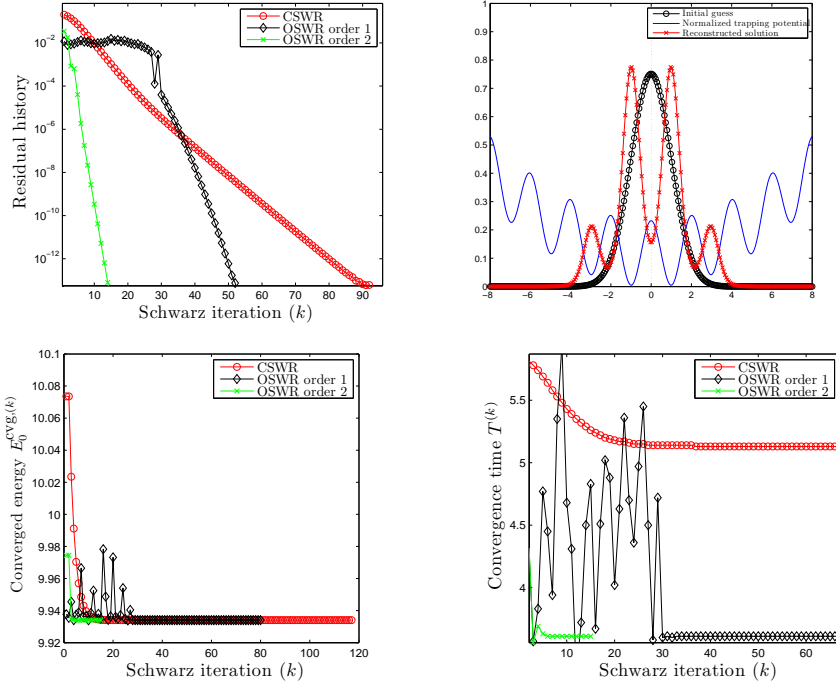 CSWR
OSWR order 1
OSWR order 2
10^-2
10^-4
10^-6
10^-8
10^-10
10^-12
Residual history
10 20 30 40 50 60 70 80 90
Schwarz iteration (k)
Initial guess
Normalized trapping potential
Reconstructed solution
1
0.9
0.8
0.7
0.6
0.5
0.4
0.3
0.2
0.1
0
−8 −6 −4 −2 0 2 4 6 8
CSWR
OSWR order 1
OSWR order 2
10.1
10.08
10.06
10.04
10.02
10
9.98
9.96
9.94
9.92
Converged energy E_0^{cvg,(k)}
0 20 40 60 80 100 120
Schwarz iteration (k)
CSWR
OSWR order 1
OSWR order 2
5.5
5
4.5
4
Convergence time T^(k)
10 20 30 40 50 60
Schwarz iteration (k)